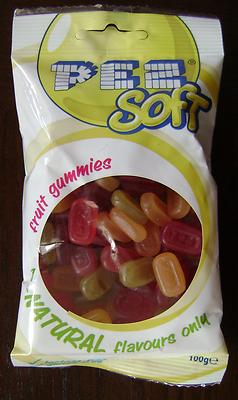 PEZ®
Soft
fruit gummies
NATURAL flavours only
100g e